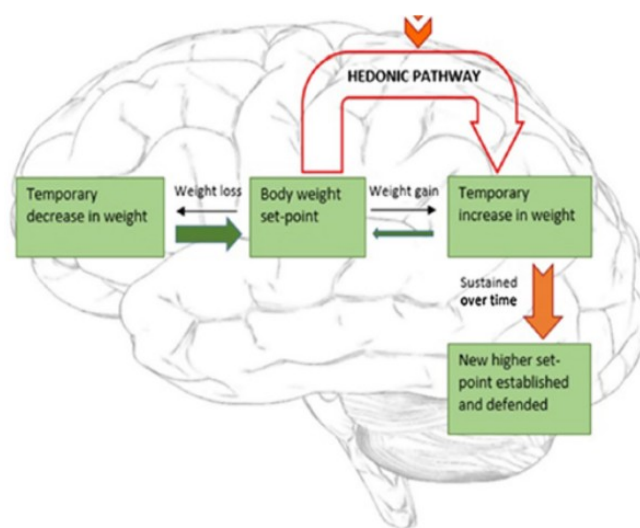 HEDONIC PATHWAY
Temporary
decrease in weight
Weight loss
Body weight
set-point
Weight gain
Temporary
increase in weight
Sustained
over time
New higher set-
point established
and defended